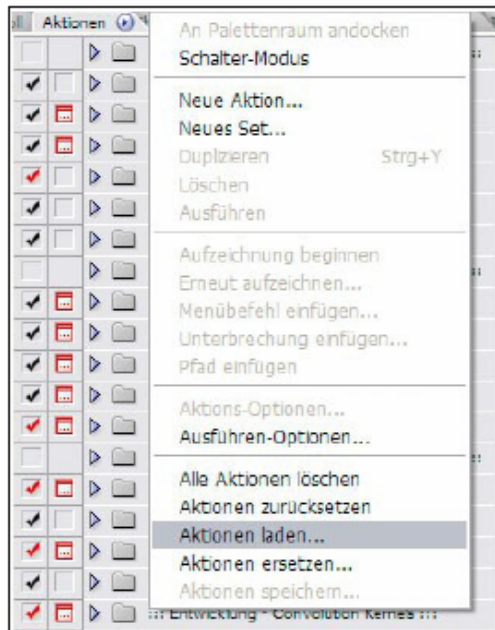 Aktionen
An Palettenraum andocken
Schalter-Modus
Neue Aktion...
Neues Set...
Duplizieren Strg+Y
Löschen
Ausführen
Aufzeichnung beginnen
Erneut aufzeichnen...
Menübefehl einfügen...
Unterbrechung einfügen...
Pfad einfügen
Aktions-Optionen...
Ausführen-Optionen...
Alle Aktionen löschen
Aktionen zurücksetzen
Aktionen laden...
Aktionen ersetzen...
Aktionen speichern...
::: Entwicklung - Convolution Kernels :::